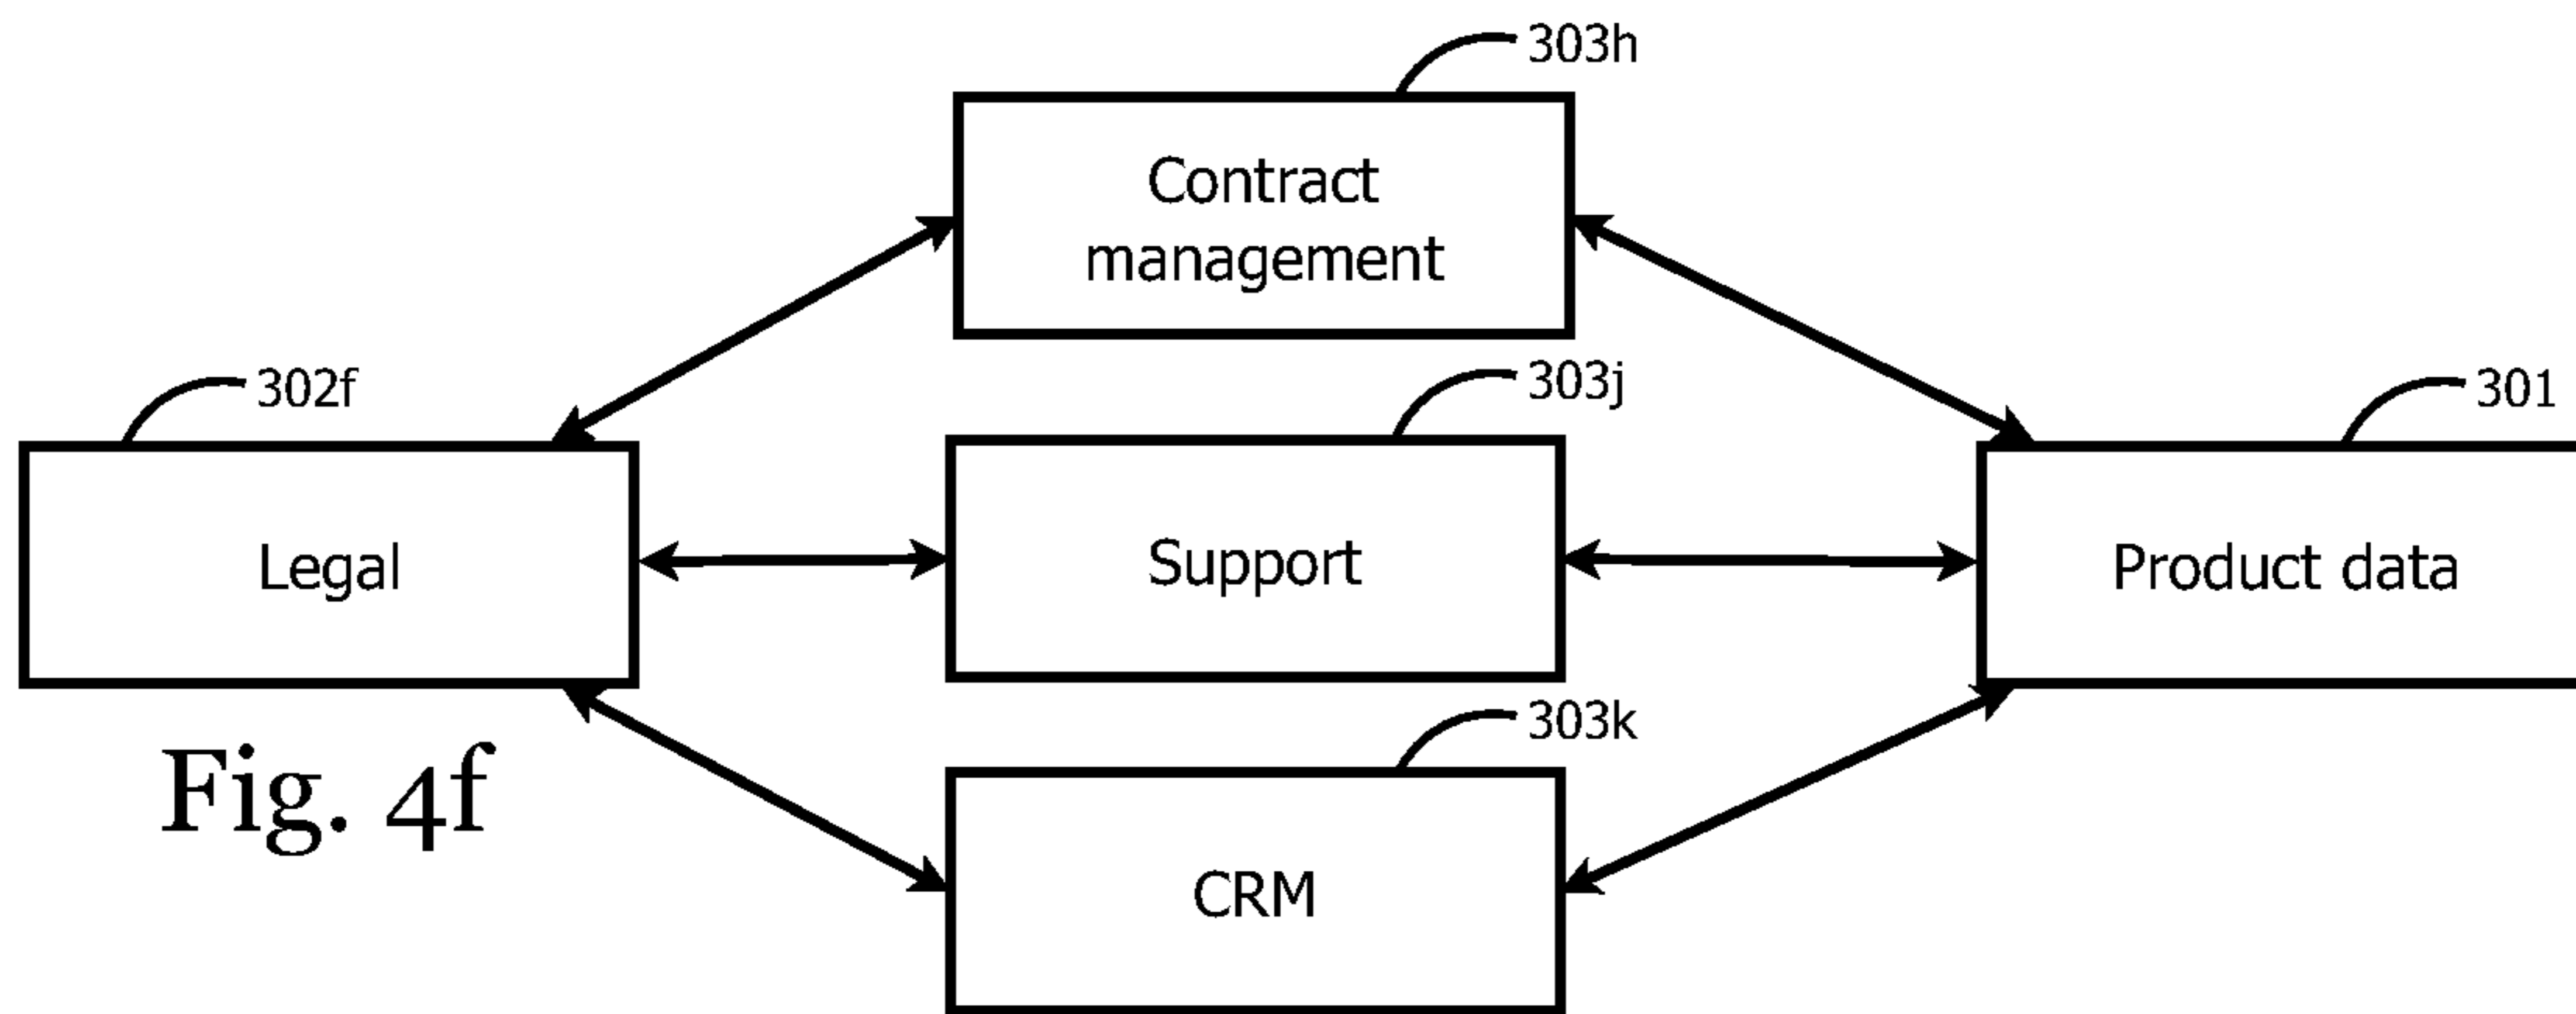 303h
Contract
management
303j
302f
301
Legal
Support
Product data
303k
Fig. 4f
CRM